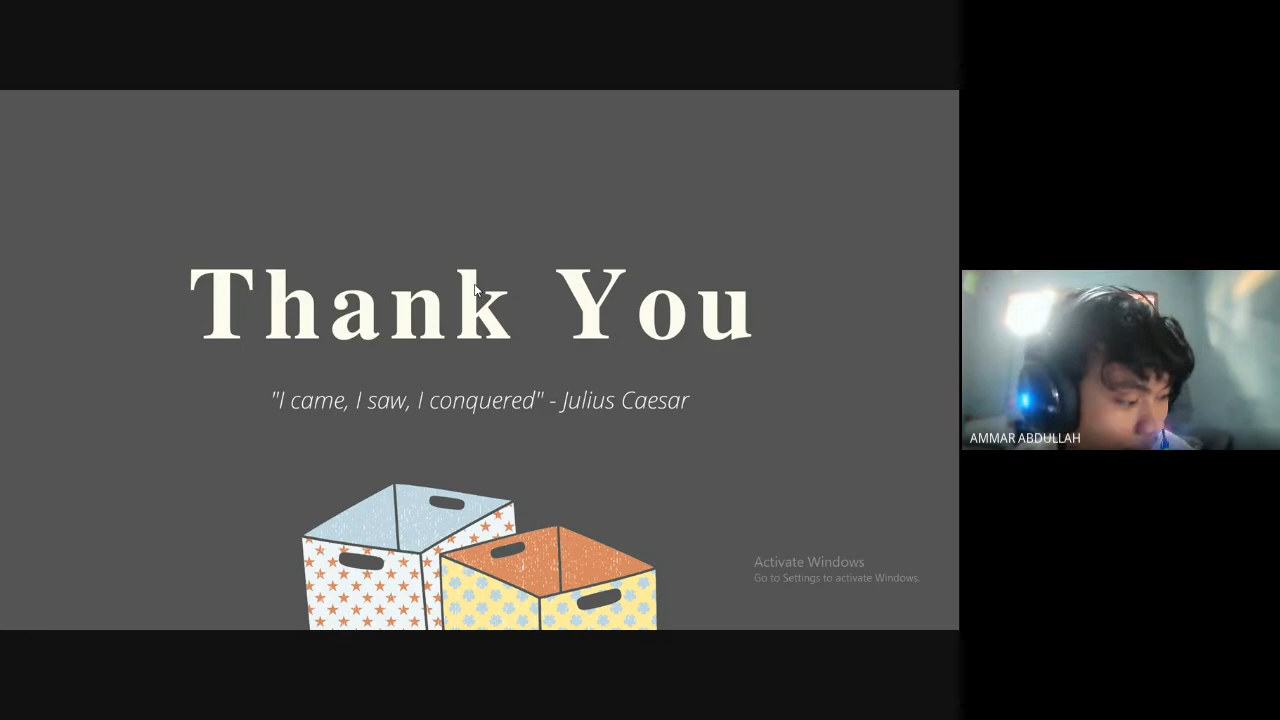 Thank You
"I came, I saw, I conquered" - Julius Caesar
Activate Windows
Go to Settings to activate Windows.
AMMAR ABDULLAH